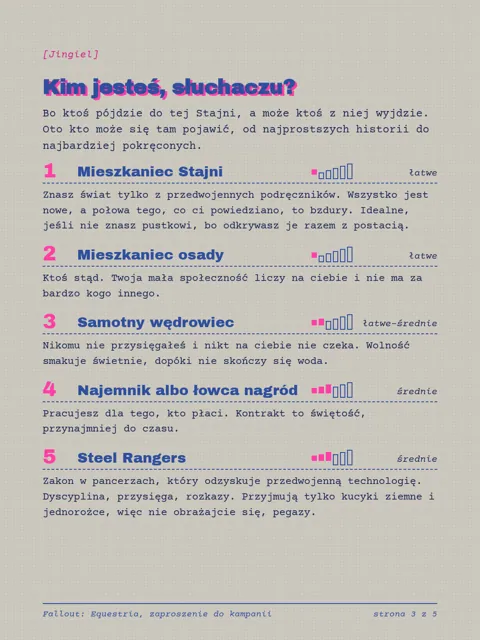 [Jingiel]
Kim jesteś, słuchaczu?
Bo ktoś pójdzie do tej Stajni, a może ktoś z niej wyjdzie.
Oto kto może się tam pojawić, od najprostszych historii do
najbardziej pokręconych.
1 Mieszkaniec Stajni łatwe
Znasz świat tylko z przedwojennych podręczników. Wszystko jest
nowe, a połowa tego, co ci powiedziano, to bzdury. Idealne,
jeśli nie znasz pustkowi, bo odkrywasz je razem z postacią.
2 Mieszkaniec osady łatwe
Ktoś stąd. Twoja mała społeczność liczy na ciebie i nie ma za
bardzo kogo innego.
3 Samotny wędrowiec łatwe-średnie
Nikomu nie przysięgałeś i nikt na ciebie nie czeka. Wolność
smakuje świetnie, dopóki nie skończy się woda.
4 Najemnik albo łowca nagród średnie
Pracujesz dla tego, kto płaci. Kontrakt to świętość,
przynajmniej do czasu.
5 Steel Rangers średnie
Zakon w pancerzach, który odzyskuje przedwojenną technologię.
Dyscyplina, przysięga, rozkazy. Przyjmują tylko kucyki ziemne i
jednorożce, więc nie obrażajcie się, pegazy.
Fallout: Equestria, zaproszenie do kampanii strona 3 z 5